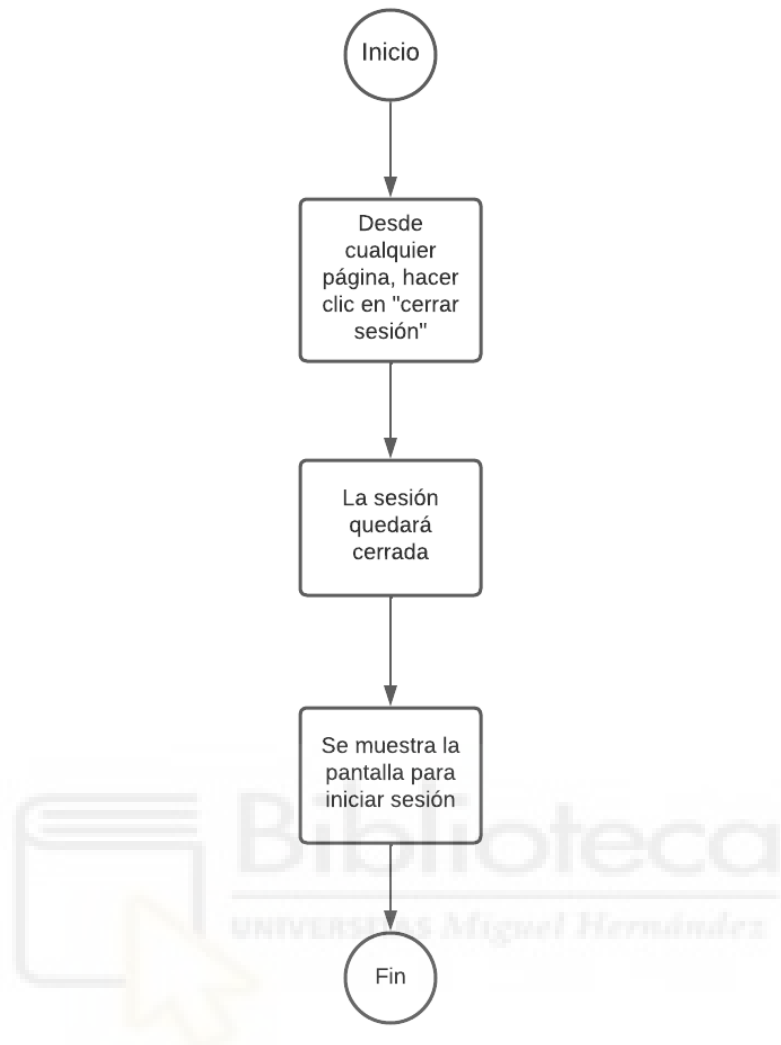 Inicio
Desde
cualquier
página, hacer
clic en "cerrar
sesión"
La sesión
quedará
cerrada
Se muestra la
pantalla para
iniciar sesión
Biblioteca
UNIVERSITAS Miguel Hernández
Fin